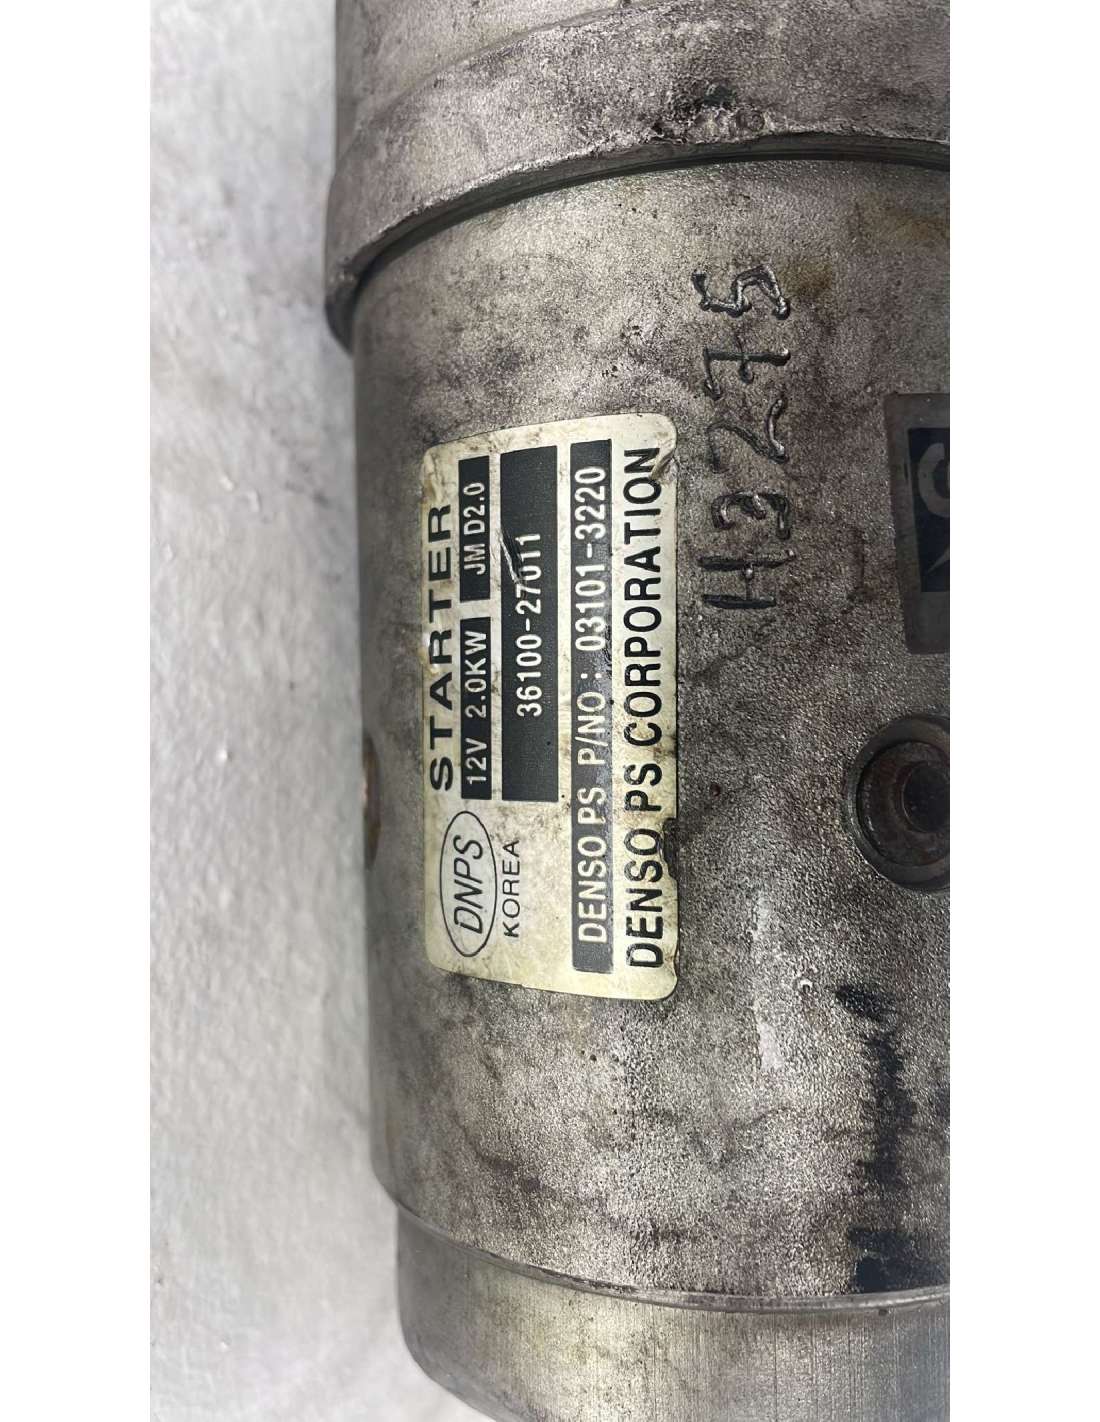 STARTER
12V 2.0KW JM D2.0
DNPS
KOREA
36100-27011
DENSO PS P/NO : 03101-3220
DENSO PS CORPORATION
H3275